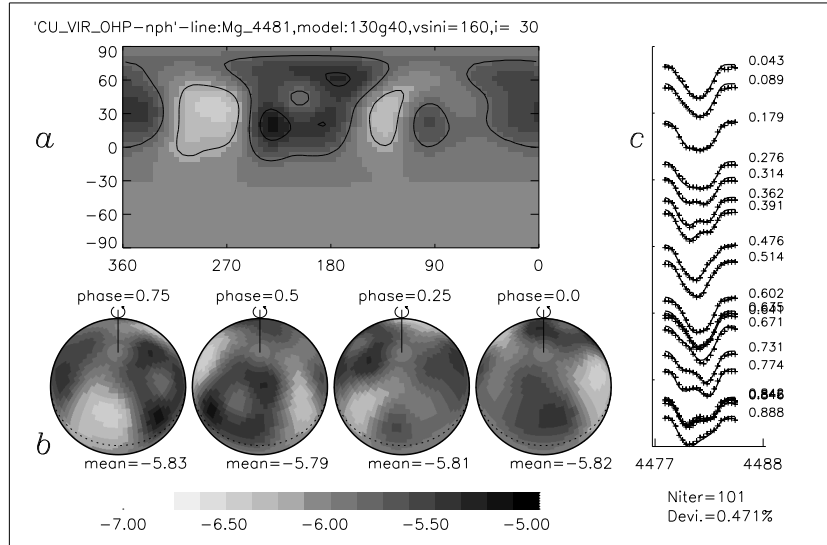 'CU_VIR_OHP-nph'-line:Mg_4481,model:130g40,vsini=160,i= 30
90
60
30
0
-30
-60
-90
360 270 180 90 0
a
phase=0.75 phase=0.5 phase=0.25 phase=0.0
b
mean=-5.83 mean=-5.79 mean=-5.81 mean=-5.82
-7.00 -6.50 -6.00 -5.50 -5.00
c
0.043
0.089
0.179
0.276
0.314
0.362
0.391
0.476
0.514
0.602
0.671
0.731
0.774
0.888
4477 4488
Niter=101
Devi.=0.471%